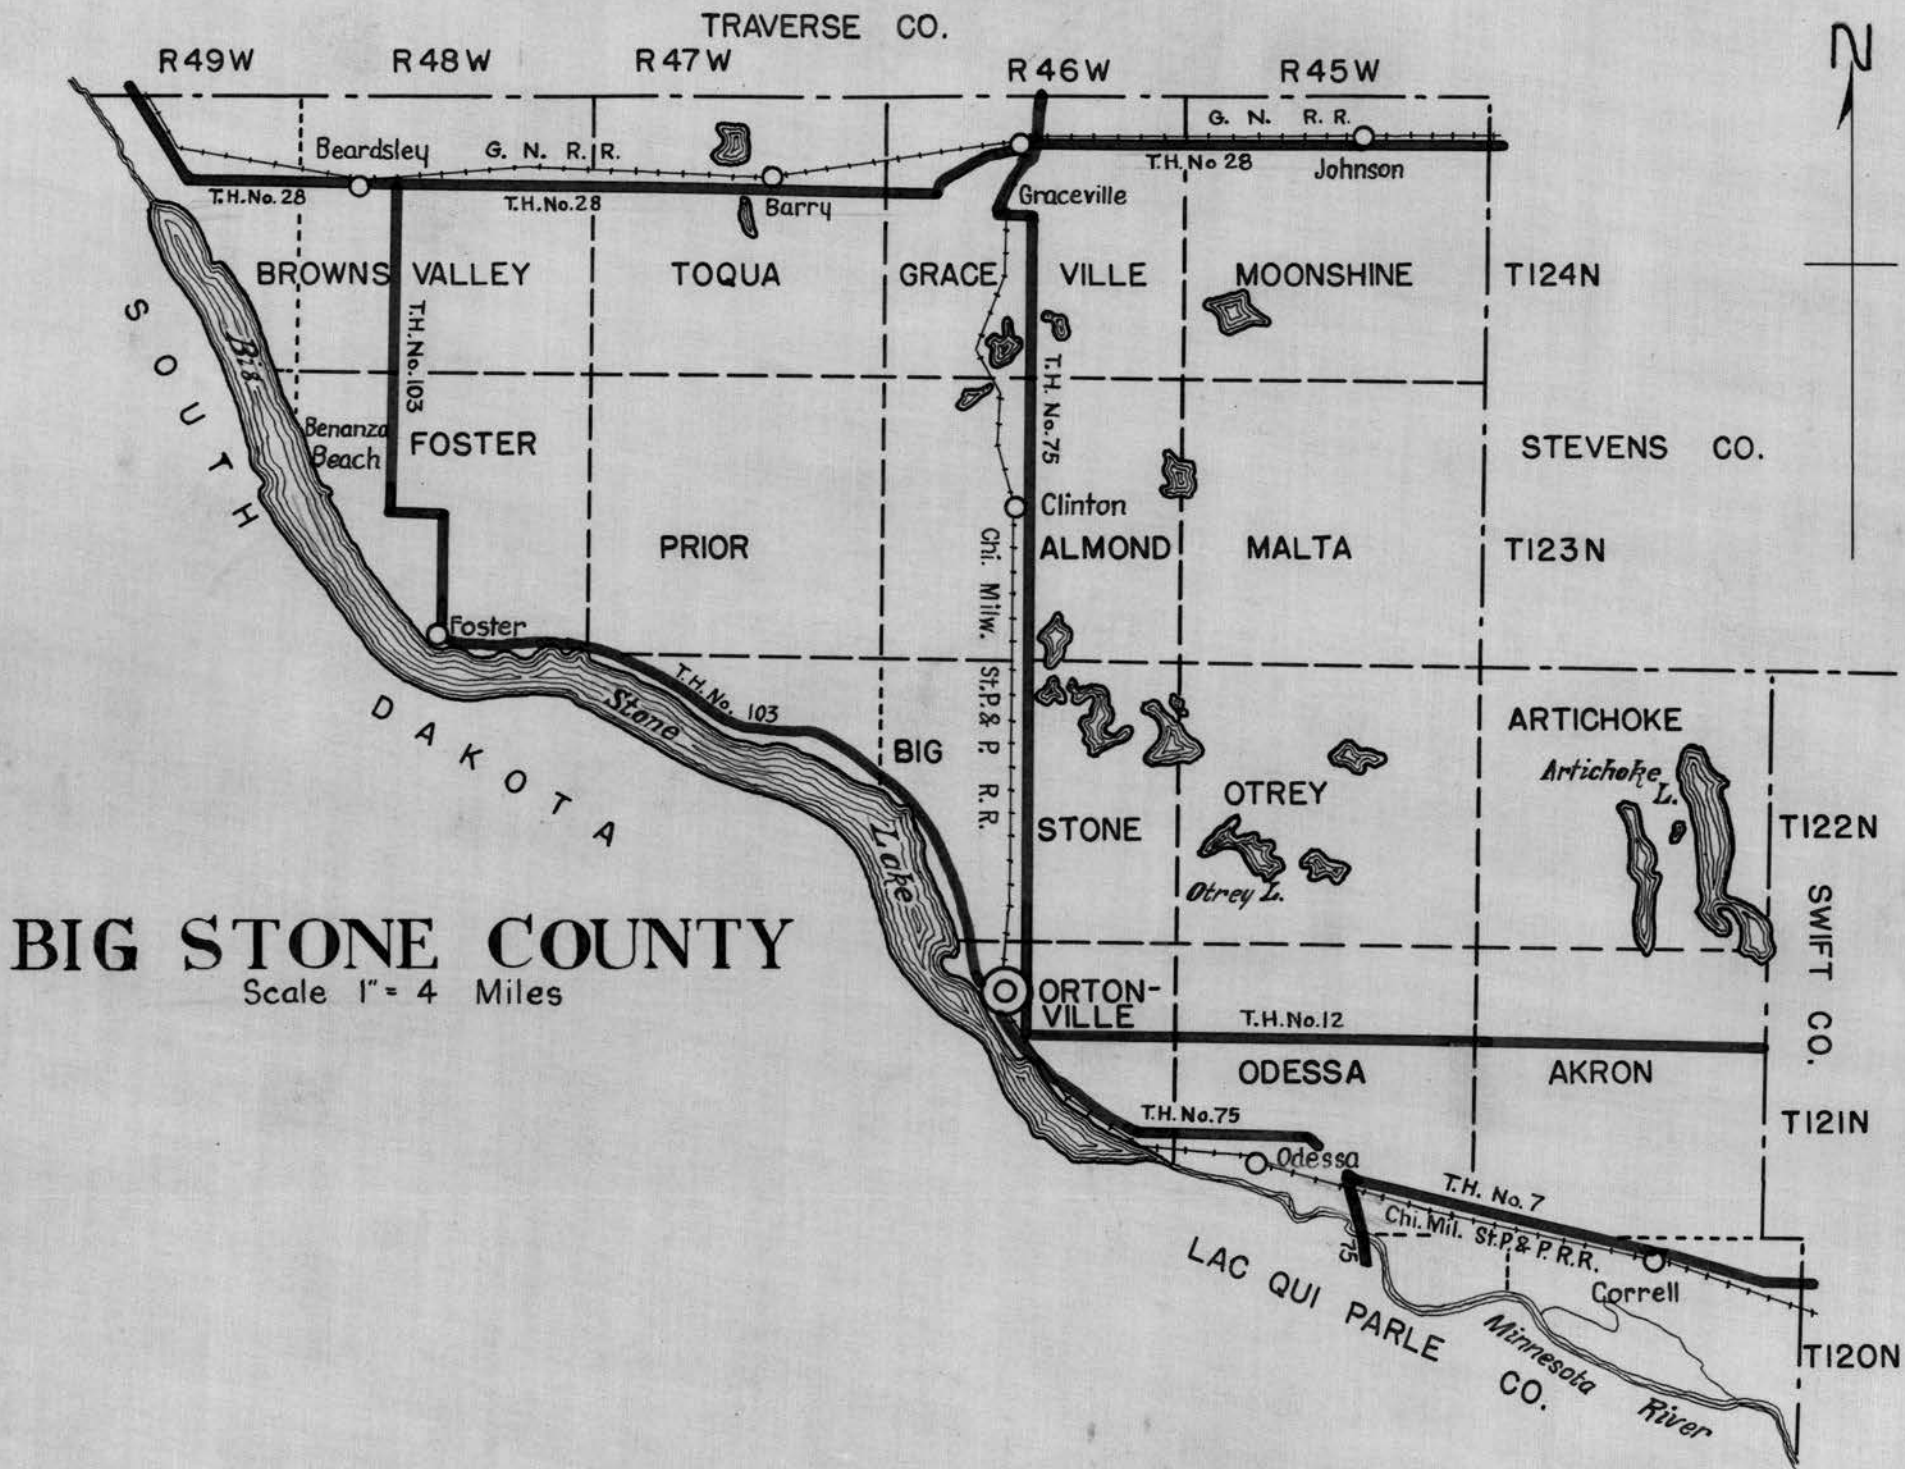 TRAVERSE CO.
R49W R48W R47W R46W R45W
N
G. N. R. R.
Beardsley G. N. R. R.
T.H. No 28 Johnson
T.H.No. 28 T.H.No.28 Barry Graceville
BROWNS VALLEY TOQUA GRACE VILLE MOONSHINE T124N
SOUTH
Big
T.H.No.103
T.H. No.75
Benanza
Beach
FOSTER
STEVENS CO.
Clinton
PRIOR ALMOND MALTA T123N
Chi. Milw. St.P.& P. R.R.
Foster
T.H.No. 103
Stone
DAKOTA
BIG
STONE
ARTICHOKE
Artichoke
L.
OTREY
T122N
Lake
Otrey L.
SWIFT CO.
BIG STONE COUNTY
Scale 1"= 4 Miles
ORTON-
VILLE
T.H.No.12
ODESSA AKRON
T.H.No.75
T121N
Odessa
T.H. No.7
Chi. Mil. St.P.& P. R.R.
75
Correll
LAC QUI PARLE CO.
Minnesota River
T120N